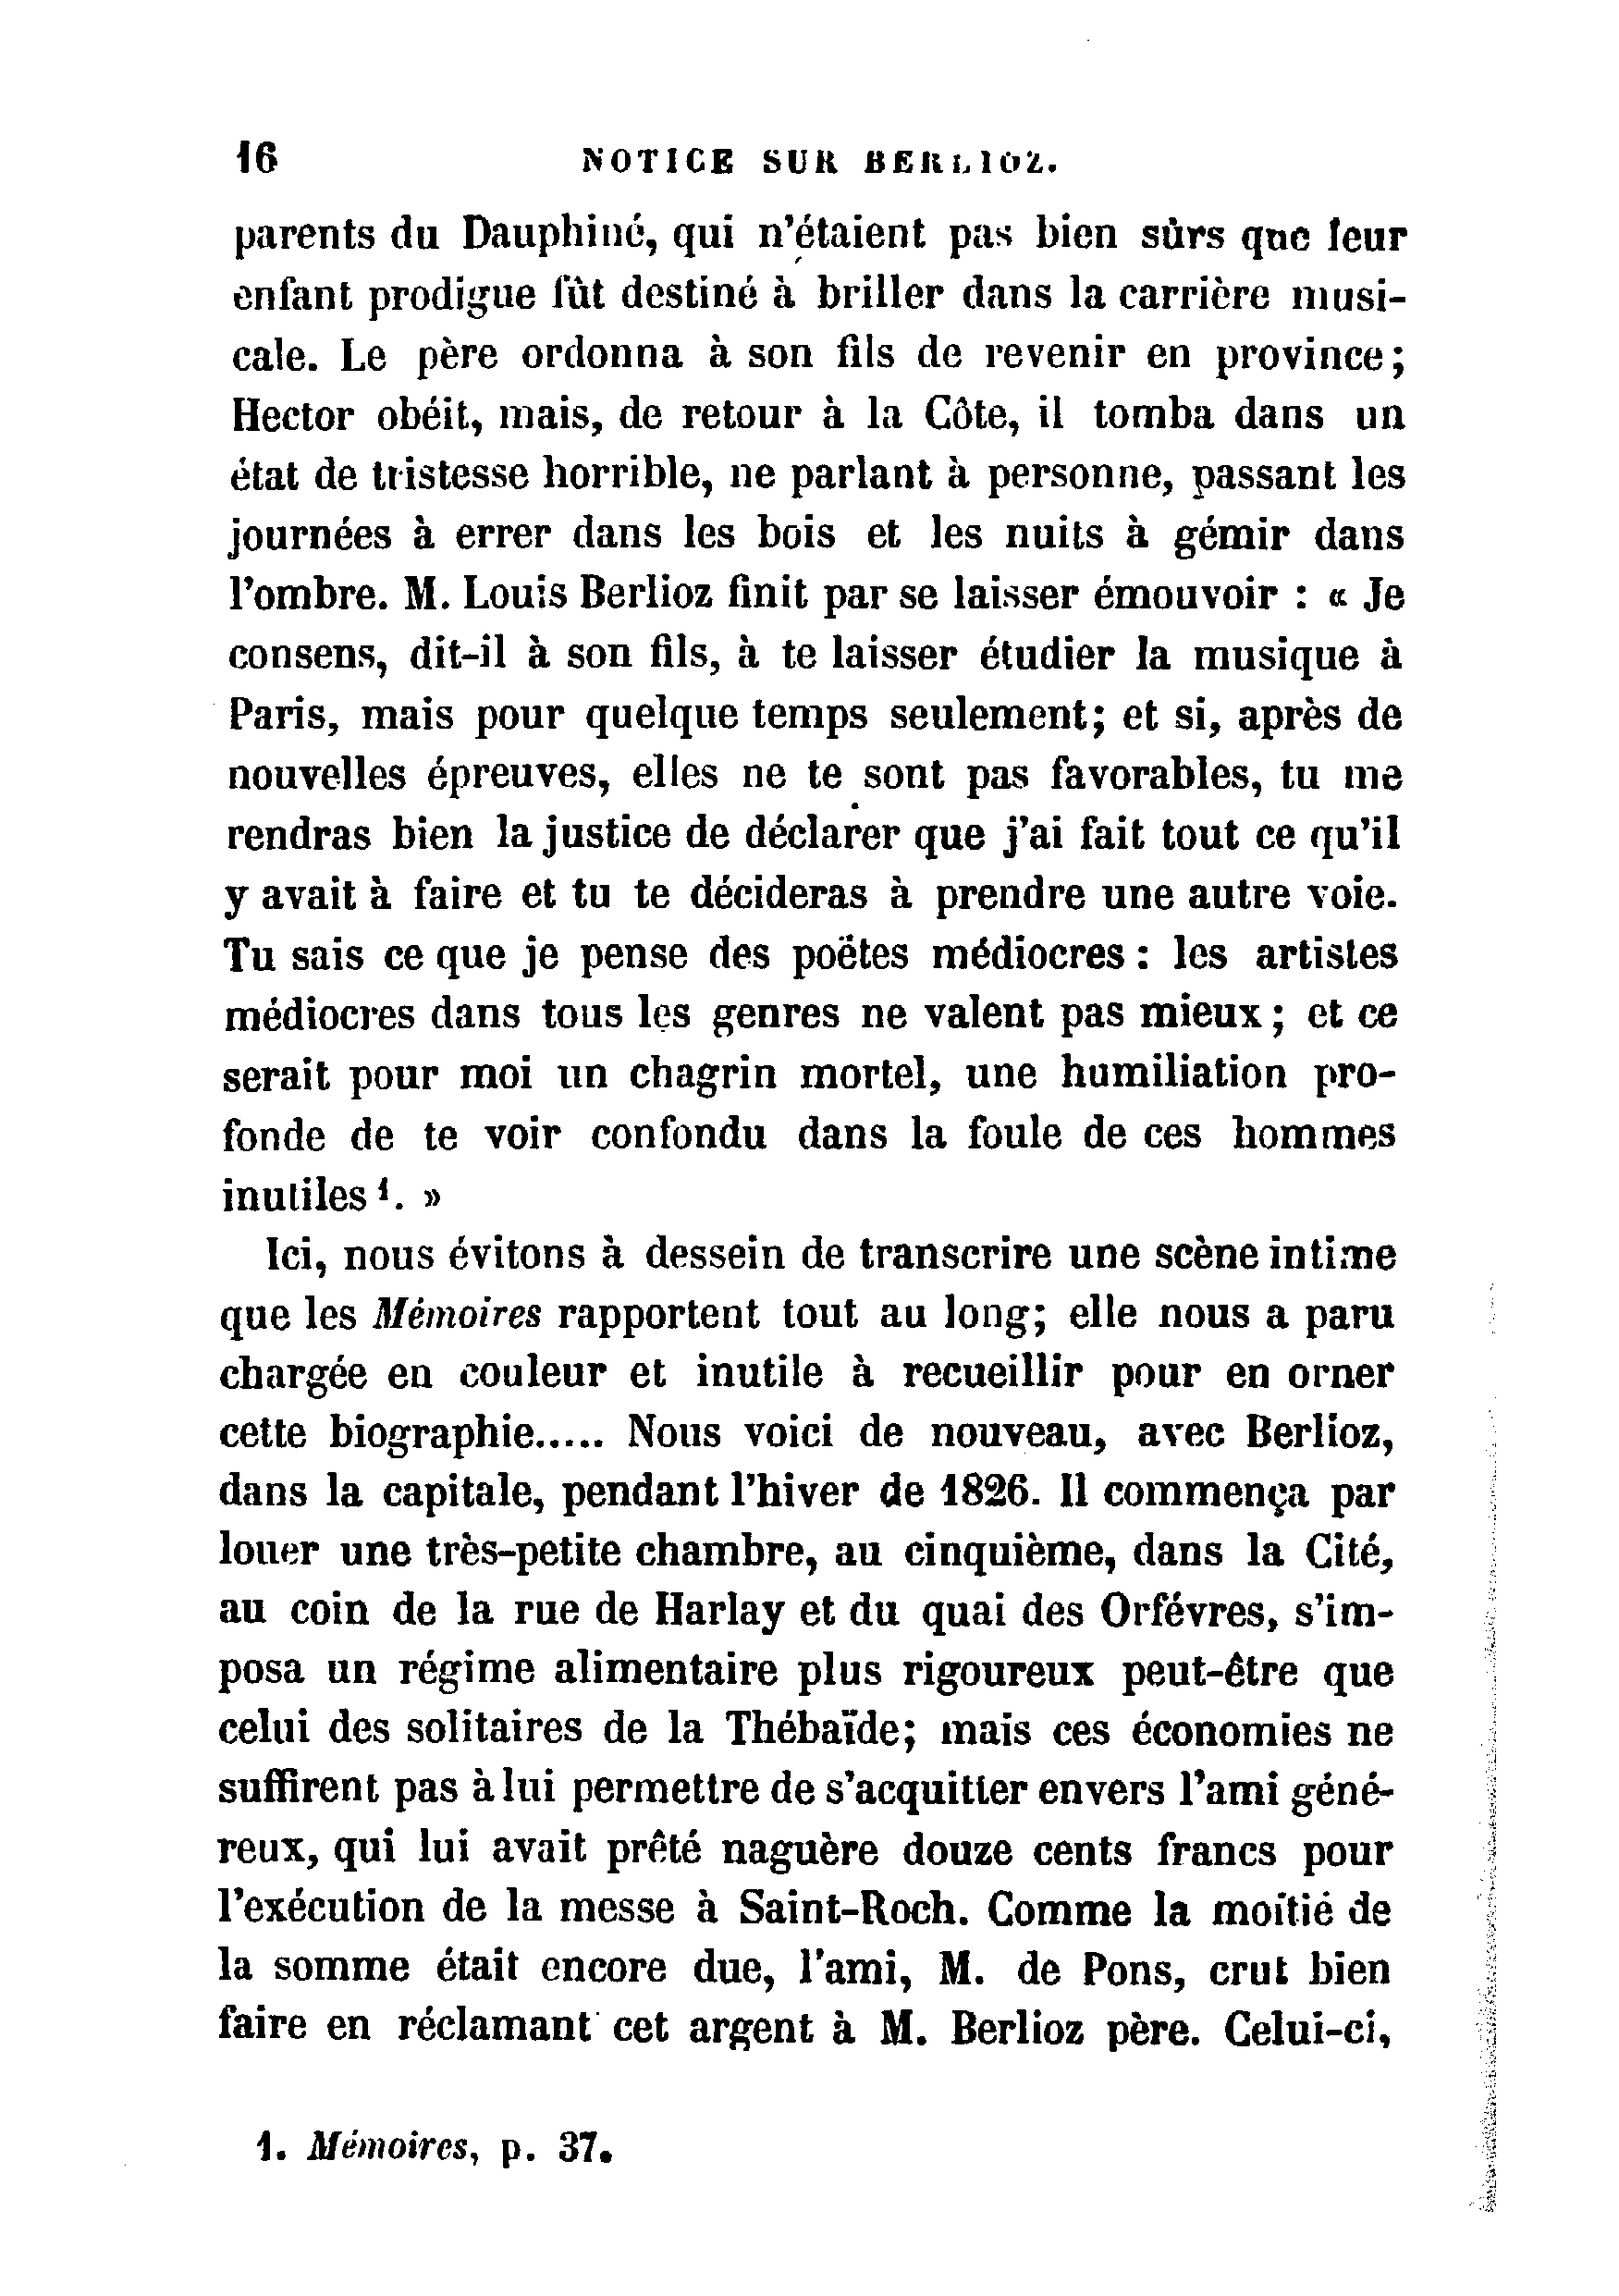 16 NOTICE SUR BERLIOZ.
parents du Dauphiné, qui n'étaient pas bien sûrs que leur
enfant prodigue fût destiné à briller dans la carrière musi-
cale. Le père ordonna à son fils de revenir en province;
Hector obéit, mais, de retour à la Côte, il tomba dans un
état de tristesse horrible, ne parlant à personne, passant les
journées à errer dans les bois et les nuits à gémir dans
l'ombre. M. Louis Berlioz finit par se laisser émouvoir : « Je
consens, dit-il à son fils, à te laisser étudier la musique à
Paris, mais pour quelque temps seulement; et si, après de
nouvelles épreuves, elles ne te sont pas favorables, tu me
rendras bien la justice de déclarer que j'ai fait tout ce qu'il
y avait à faire et tu te décideras à prendre une autre voie.
Tu sais ce que je pense des poëtes médiocres : les artistes
médiocres dans tous les genres ne valent pas mieux; et ce
serait pour moi un chagrin mortel, une humiliation pro-
fonde de te voir confondu dans la foule de ces hommes
inutiles ¹. »
Ici, nous évitons à dessein de transcrire une scène intime
que les Mémoires rapportent tout au long; elle nous a paru
chargée en couleur et inutile à recueillir pour en orner
cette biographie..... Nous voici de nouveau, avec Berlioz,
dans la capitale, pendant l'hiver de 1826. Il commença par
louer une très-petite chambre, au cinquième, dans la Cité,
au coin de la rue de Harlay et du quai des Orfévres, s'im-
posa un régime alimentaire plus rigoureux peut-être que
celui des solitaires de la Thébaïde; mais ces économies ne
suffirent pas à lui permettre de s'acquitter envers l'ami géné-
reux, qui lui avait prêté naguère douze cents francs pour
l'exécution de la messe à Saint-Roch. Comme la moitié de
la somme était encore due, l'ami, M. de Pons, crut bien
faire en réclamant cet argent à M. Berlioz père. Celui-ci,
1. Mémoires, p. 37.